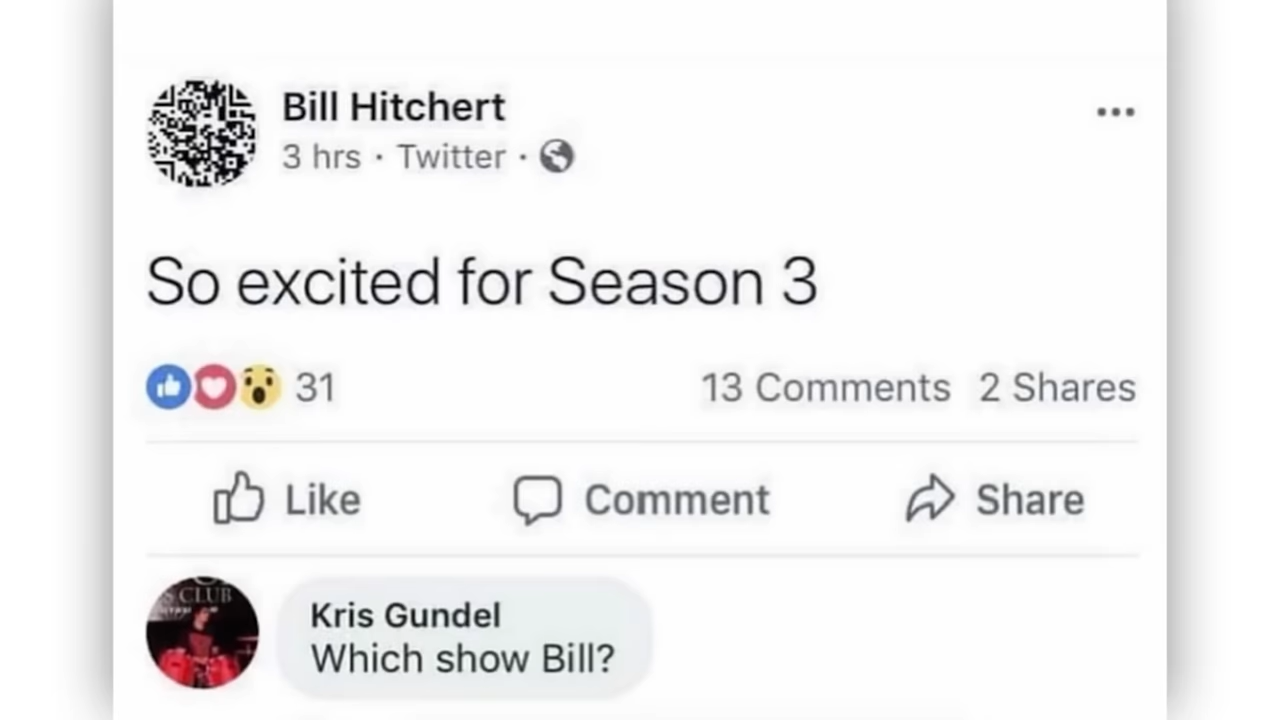 Bill Hitchert
3 hrs · Twitter ·
So excited for Season 3
31 13 Comments 2 Shares
Like Comment Share
S CLUB
Kris Gundel
Which show Bill?